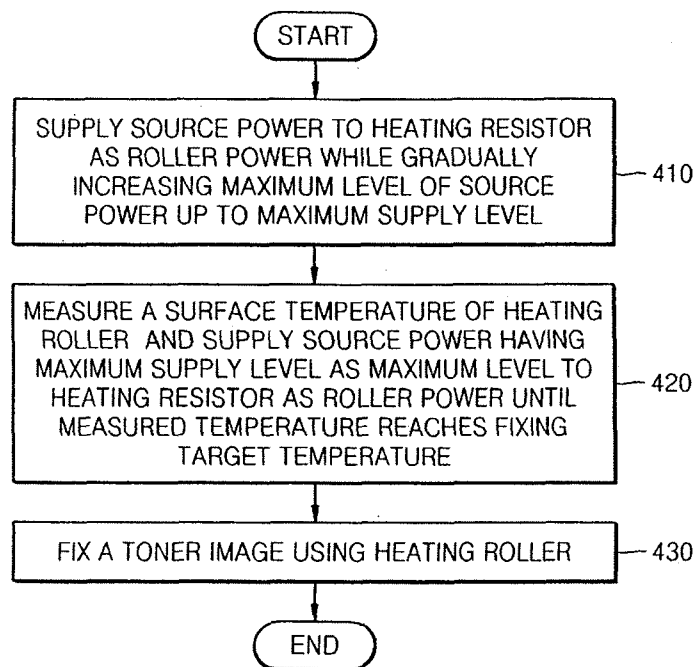 START
SUPPLY SOURCE POWER TO HEATING RESISTOR
AS ROLLER POWER WHILE GRADUALLY
INCREASING MAXIMUM LEVEL OF SOURCE
POWER UP TO MAXIMUM SUPPLY LEVEL
410
MEASURE A SURFACE TEMPERATURE OF HEATING
ROLLER AND SUPPLY SOURCE POWER HAVING
MAXIMUM SUPPLY LEVEL AS MAXIMUM LEVEL TO
HEATING RESISTOR AS ROLLER POWER UNTIL
MEASURED TEMPERATURE REACHES FIXING
TARGET TEMPERATURE
420
FIX A TONER IMAGE USING HEATING ROLLER
430
END